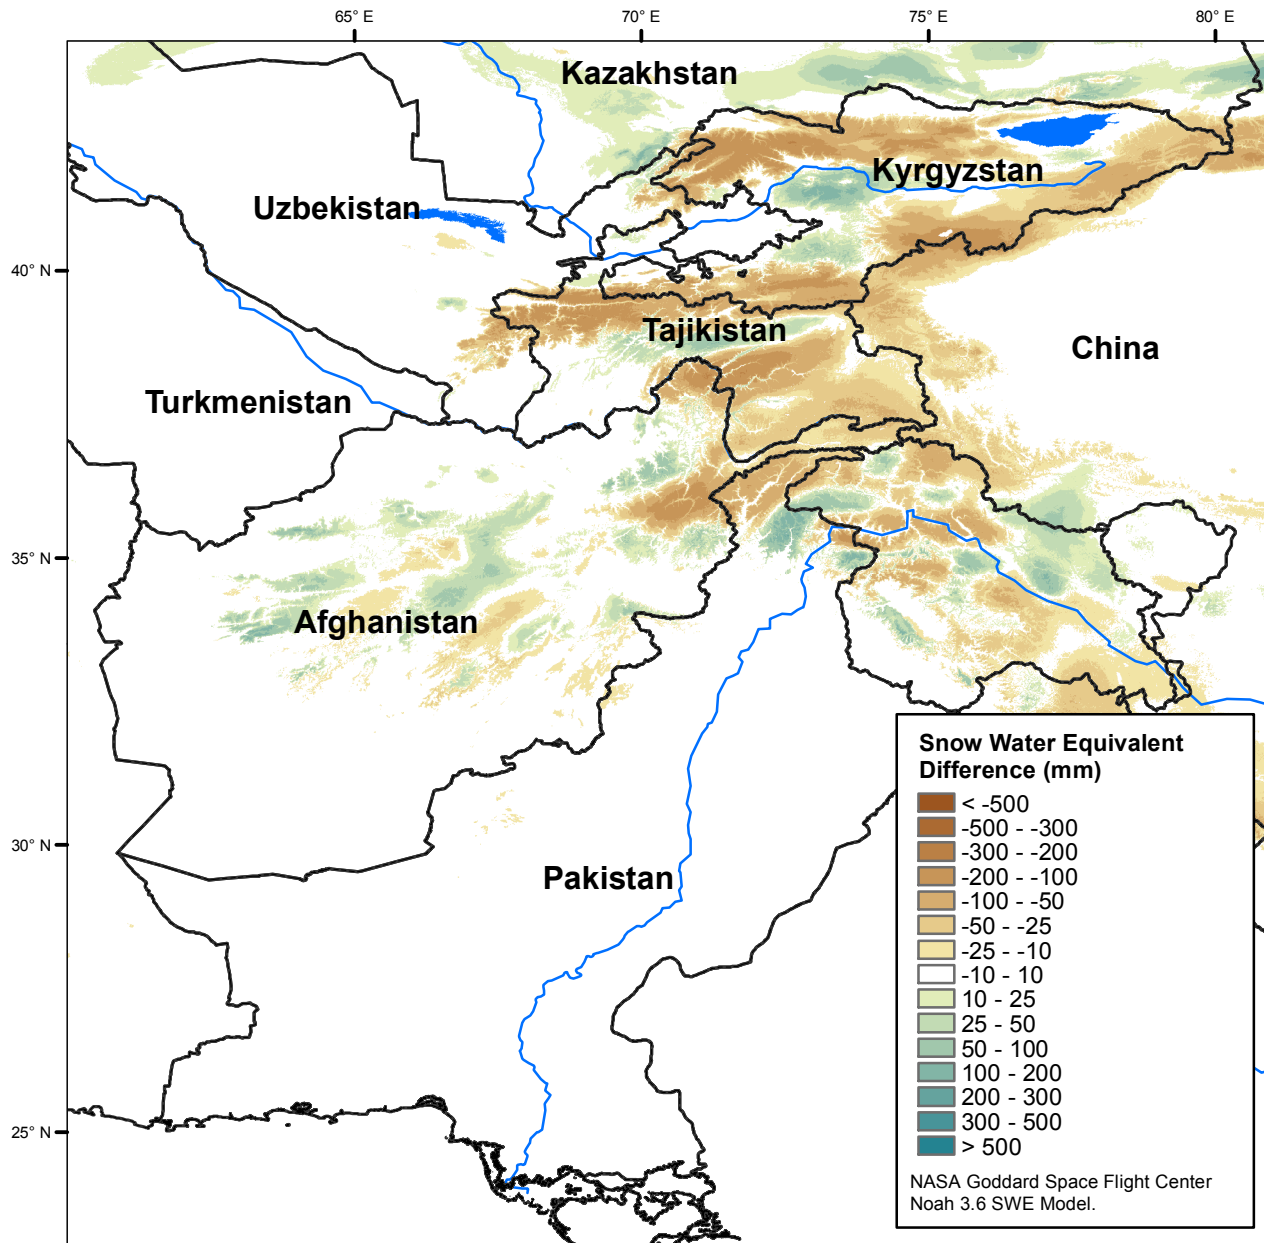 65° E 70° E 75° E 80° E
Kazakhstan
Kyrgyzstan
Uzbekistan
40° N
Tajikistan
China
Turkmenistan
35° N
Afghanistan
Snow Water Equivalent
Difference (mm)
< -500
-500 - -300
-300 - -200
-200 - -100
-100 - -50
-50 - -25
-25 - -10
-10 - 10
10 - 25
25 - 50
50 - 100
100 - 200
200 - 300
300 - 500
> 500
30° N
Pakistan
25° N
NASA Goddard Space Flight Center
Noah 3.6 SWE Model.